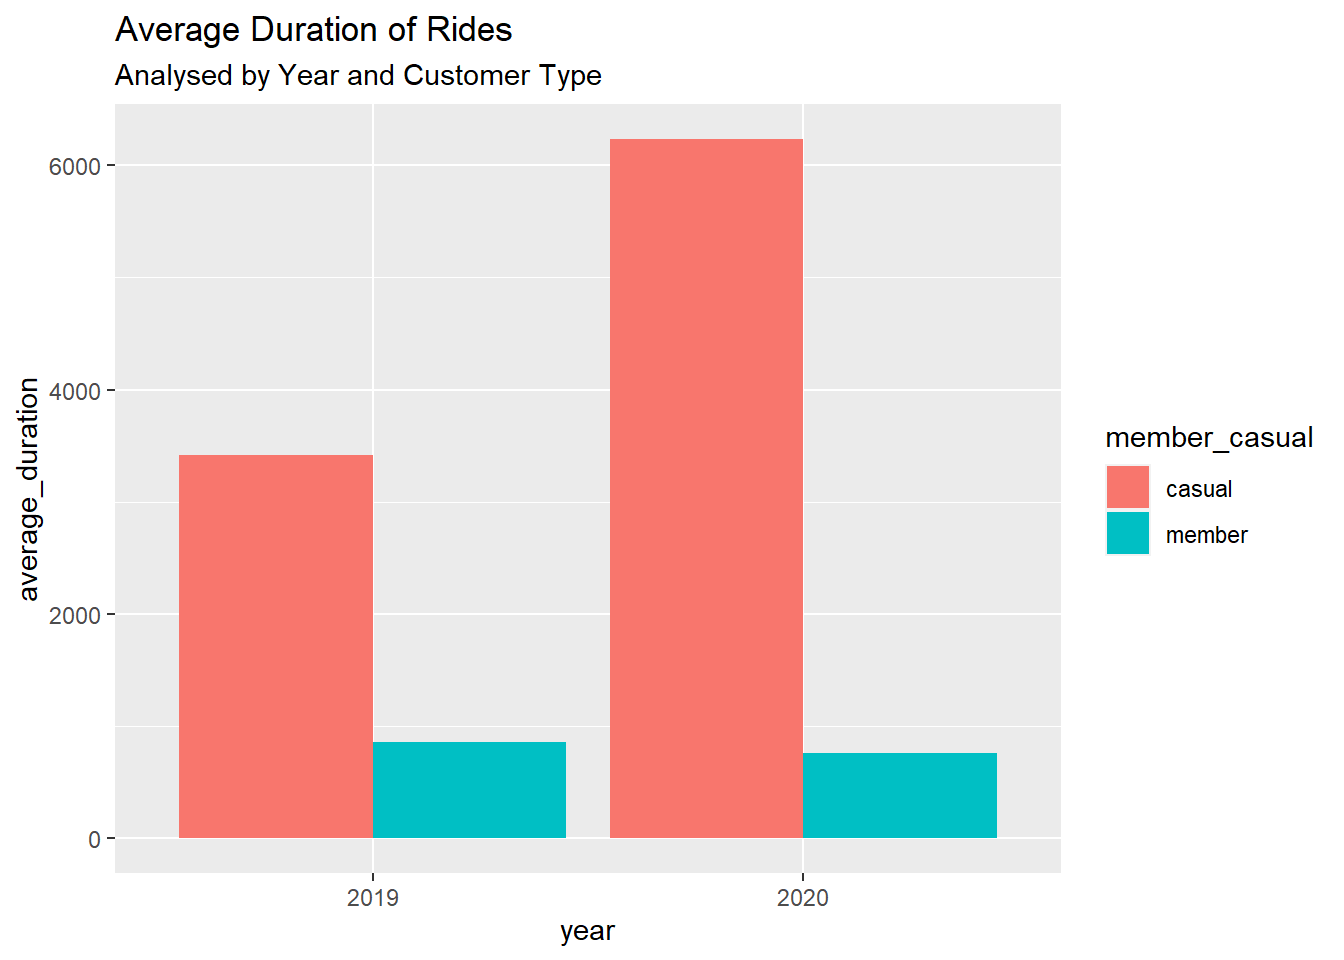 Average Duration of Rides
Analysed by Year and Customer Type
6000
4000
2000
0
average_duration
2019
2020
year
member_casual
casual
member